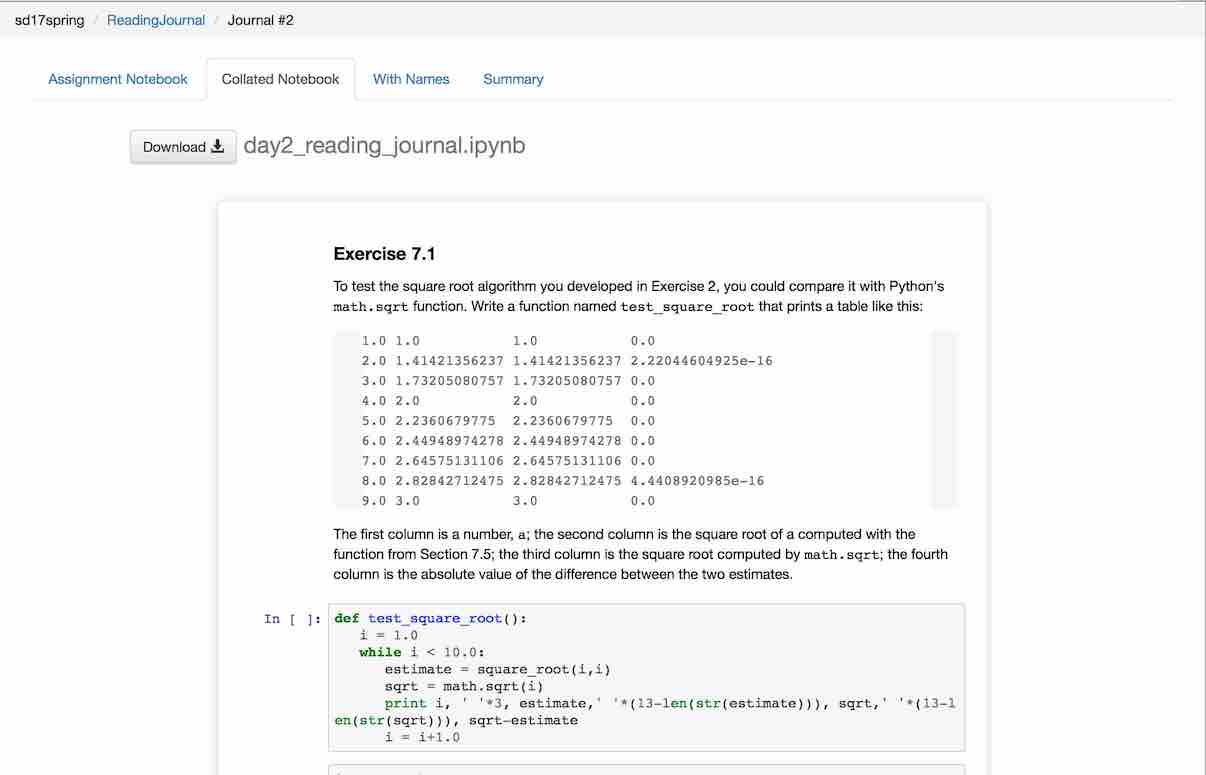 sd17spring / ReadingJournal / Journal #2
Assignment Notebook Collated Notebook With Names Summary
Download day2_reading_journal.ipynb
Exercise 7.1
To test the square root algorithm you developed in Exercise 2, you could compare it with Python's
math.sqrt function. Write a function named test_square_root that prints a table like this:
1.0 1.0 1.0 0.0
2.0 1.41421356237 1.41421356237 2.22044604925e-16
3.0 1.73205080757 1.73205080757 0.0
4.0 2.0 2.0 0.0
5.0 2.2360679775 2.2360679775 0.0
6.0 2.44948974278 2.44948974278 0.0
7.0 2.64575131106 2.64575131106 0.0
8.0 2.82842712475 2.82842712475 4.4408920985e-16
9.0 3.0 3.0 0.0
The first column is a number, a; the second column is the square root of a computed with the
function from Section 7.5; the third column is the square root computed by math.sqrt; the fourth
column is the absolute value of the difference between the two estimates.
In [ ]: def test_square_root():
i = 1.0
while i < 10.0:
estimate = square_root(i,i)
sqrt = math.sqrt(i)
print i, ' '*3, estimate,' '*(13-len(str(estimate))), sqrt,' '*(13-l
en(str(sqrt))), sqrt-estimate
i = i+1.0